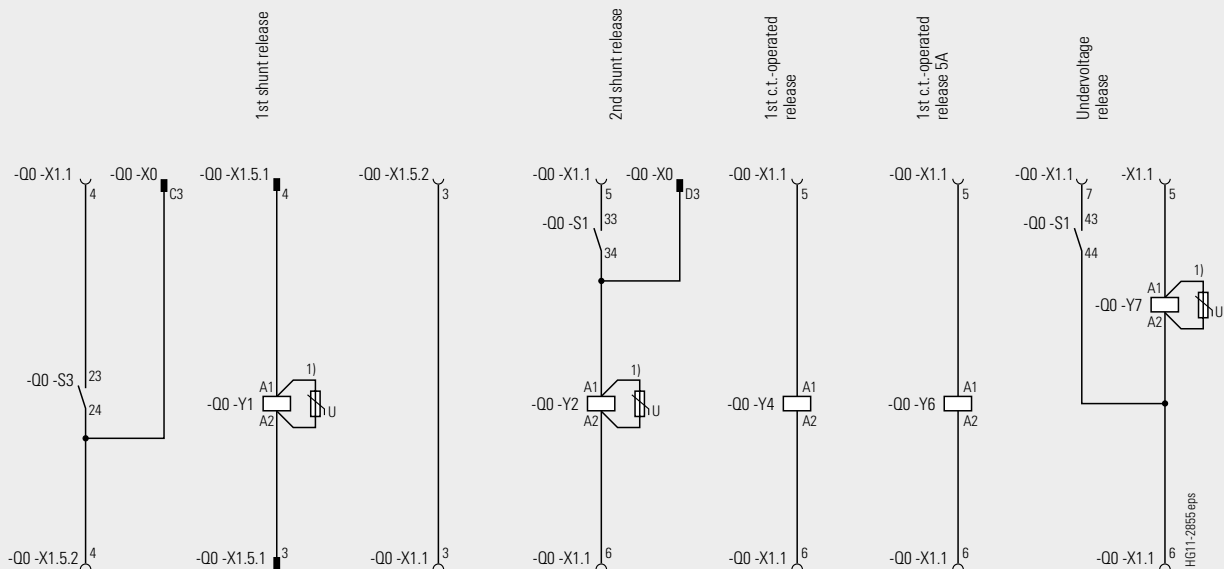 1st shunt release
2nd shunt release
1st c.t.-operated
release
1st c.t.-operated
release 5A
Undervoltage
release
-Q0 -X1.1
4
-Q0 -X0
C3
-Q0 -X1.5.1
4
-Q0 -X1.5.2
3
-Q0 -X1.1
5
-Q0 -X0
D3
-Q0 -X1.1
5
-Q0 -X1.1
5
-Q0 -X1.1
7
-X1.1
5
-Q0 -S1
33
34
-Q0 -S1
43
44
1)
A1
-Q0 -Y7
A2
U
-Q0 -S3
23
24
1)
A1
-Q0 -Y1
A2
U
1)
A1
-Q0 -Y2
A2
U
A1
-Q0 -Y4
A2
A1
-Q0 -Y6
A2
-Q0 -X1.5.2
4
-Q0 -X1.5.1
3
-Q0 -X1.1
3
-Q0 -X1.1
6
-Q0 -X1.1
6
-Q0 -X1.1
6
-Q0 -X1.1
6
HG11-2855 eps